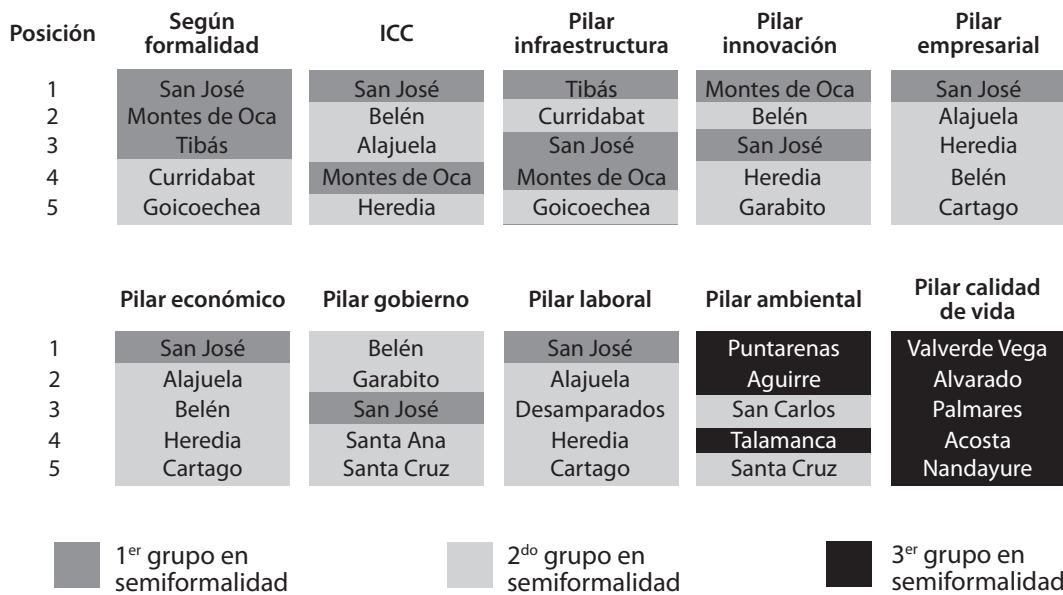 Posición Según formalidad ICC Pilar infraestructura Pilar innovación Pilar empresarial
1 San José San José Tibás Montes de Oca San José
2 Montes de Oca Belén Curridabat Belén Alajuela
3 Tibás Alajuela San José San José Heredia
4 Curridabat Montes de Oca Montes de Oca Heredia Belén
5 Goicoechea Heredia Goicoechea Garabito Cartago
Pilar económico Pilar gobierno Pilar laboral Pilar ambiental Pilar calidad de vida
1 San José Belén San José Puntarenas Valverde Vega
2 Alajuela Garabito Alajuela Aguirre Alvarado
3 Belén San José Desamparados San Carlos Palmares
4 Heredia Santa Ana Heredia Talamanca Acosta
5 Cartago Santa Cruz Cartago Santa Cruz Nandayure
1er grupo en semiformalidad
2do grupo en semiformalidad
3er grupo en semiformalidad